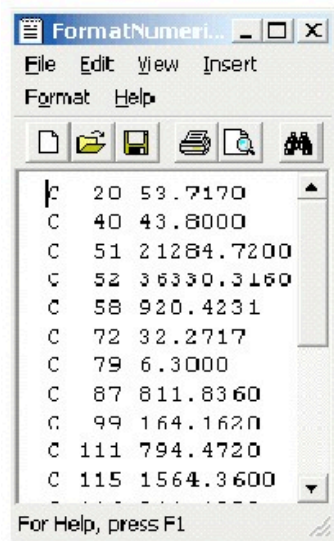 FormatNumeri...
File Edit View Insert
Format Help
C 20 53.7170
C 40 43.8000
C 51 21284.7200
C 52 36330.3160
C 58 920.4231
C 72 32.2717
C 79 6.3000
C 87 811.8360
C 99 164.1620
C 111 794.4720
C 115 1564.3600
For Help, press F1